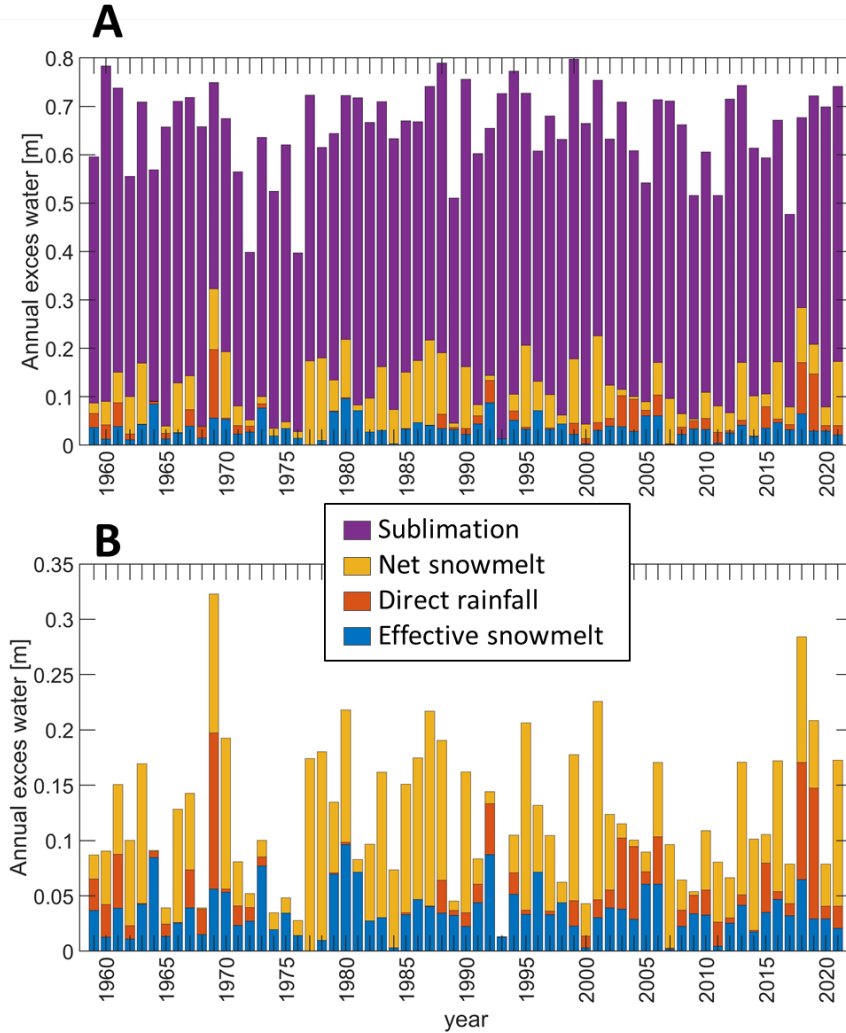 A
Annual exces water [m]
0.8
0.7
0.6
0.5
0.4
0.3
0.2
0.1
0
1960 1965 1970 1975 1980 1985 1990 1995 2000 2005 2010 2015 2020
B
Sublimation
Net snowmelt
Direct rainfall
Effective snowmelt
Annual exces water [m]
0.35
0.3
0.25
0.2
0.15
0.1
0.05
0
1960 1965 1970 1975 1980 1985 1990 1995 2000 2005 2010 2015 2020
year